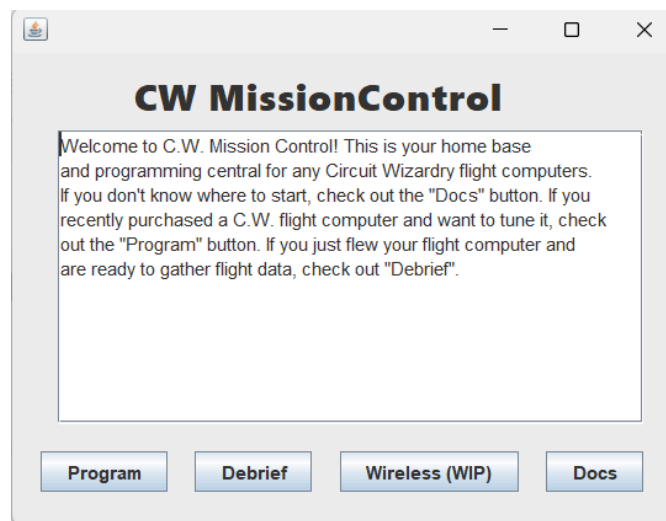 CW MissionControl
Welcome to C.W. Mission Control! This is your home base
and programming central for any Circuit Wizardry flight computers.
If you don't know where to start, check out the "Docs" button. If you
recently purchased a C.W. flight computer and want to tune it, check
out the "Program" button. If you just flew your flight computer and
are ready to gather flight data, check out "Debrief".
Program Debrief Wireless (WIP) Docs